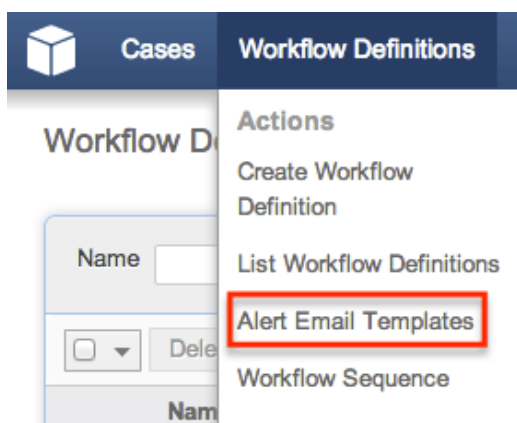 Cases Workflow Definitions
Actions
Workflow D
Create Workflow
Definition
Name
List Workflow Definitions
Alert Email Templates
Dele
Workflow Sequence
Nam